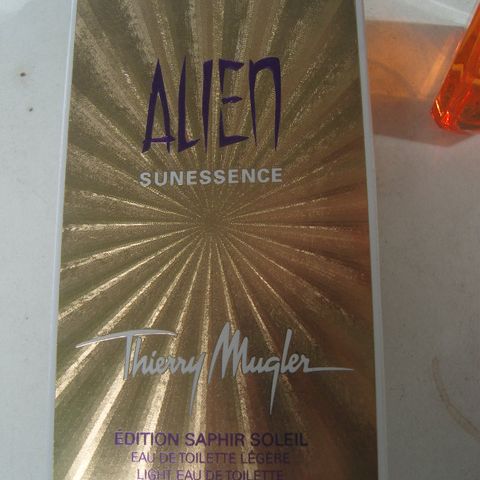 ALIEN
SUNESSENCE
Thierry Mugler
ÉDITION SAPHIR SOLEIL
EAU DE TOILETTE LÉGÈRE
LIGHT EAU DE TOILETTE